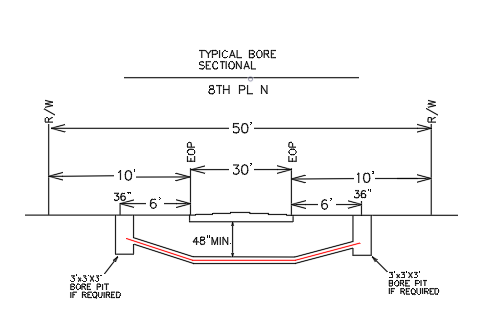 TYPICAL BORE
SECTIONAL
8TH PL N
R/W
R/W
50'
EOP
EOP
10'
30'
10'
36"
6'
6'
36"
48"MIN.
3'x3'X3'
BORE PIT
IF REQUIRED
3'x3'X3'
BORE PIT
IF REQUIRED